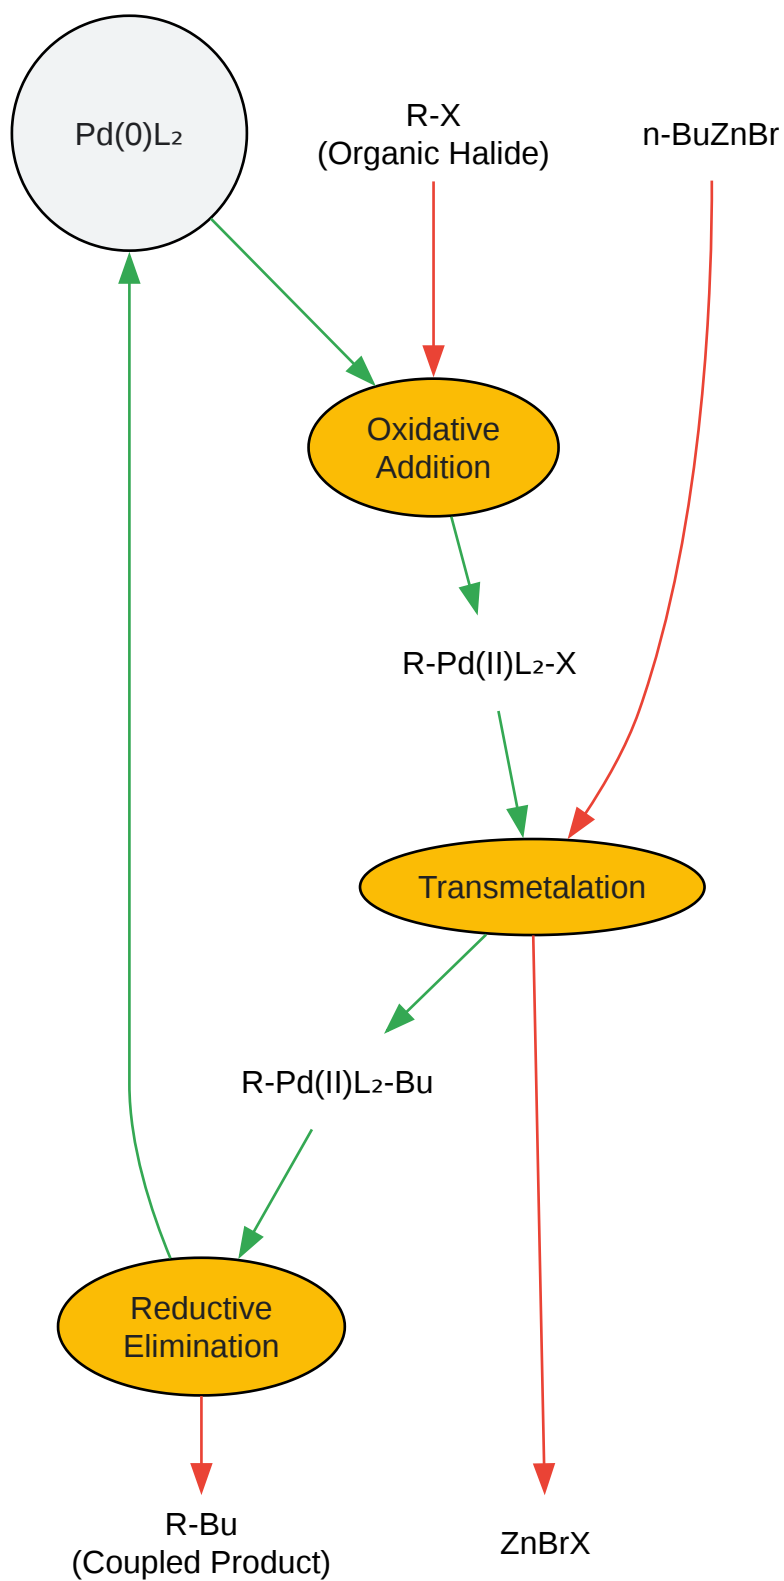 Pd(0)L₂
R-X
(Organic Halide)
n-BuZnBr
Oxidative
Addition
R-Pd(II)L₂-X
Transmetalation
R-Pd(II)L₂-Bu
Reductive
Elimination
R-Bu
(Coupled Product)
ZnBrX